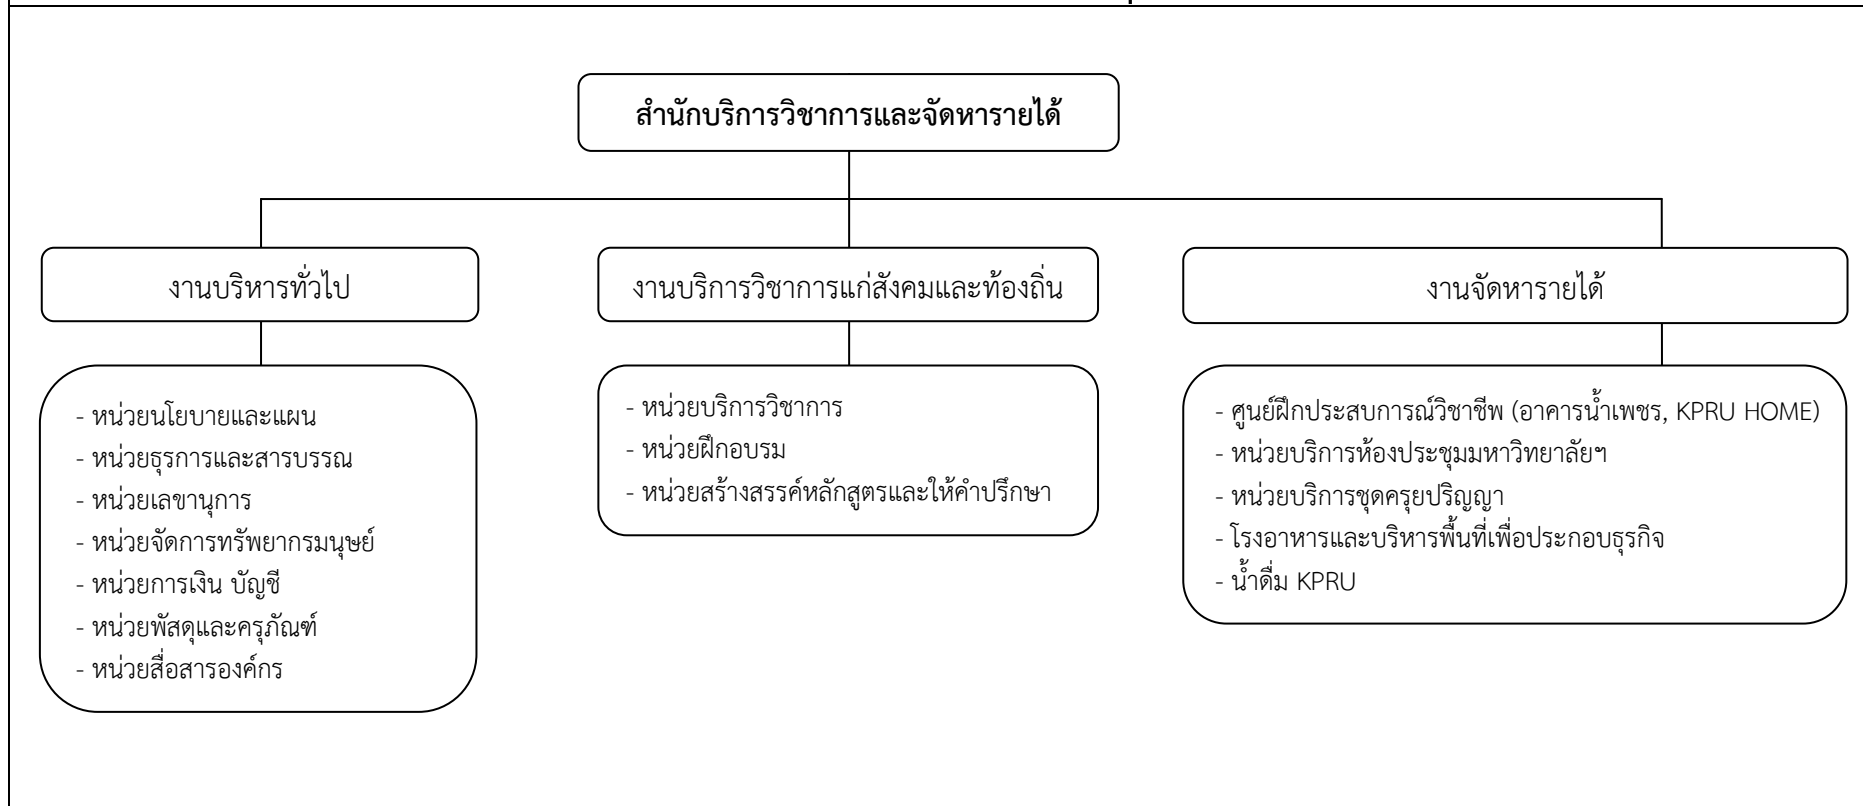 สำนักบริการวิชาการและจัดหารายได้
งานบริหารทั่วไป
- หน่วยนโยบายและแผน
- หน่วยธุรการและสารบรรณ
- หน่วยเลขานุการ
- หน่วยจัดการทรัพยากรมนุษย์
- หน่วยการเงิน บัญชี
- หน่วยพัสดุและครุภัณฑ์
- หน่วยสื่อสารองค์กร
งานบริการวิชาการแก่สังคมและท้องถิ่น
- หน่วยบริการวิชาการ
- หน่วยฝึกอบรม
- หน่วยสร้างสรรค์หลักสูตรและให้คำปรึกษา
งานจัดหารายได้
- ศูนย์ฝึกประสบการณ์วิชาชีพ (อาคารน้ำเพชร, KPRU HOME)
- หน่วยบริการห้องประชุมมหาวิทยาลัยฯ
- หน่วยบริการชุดครุยปริญญา
- โรงอาหารและบริหารพื้นที่เพื่อประกอบธุรกิจ
- น้ำดื่ม KPRU